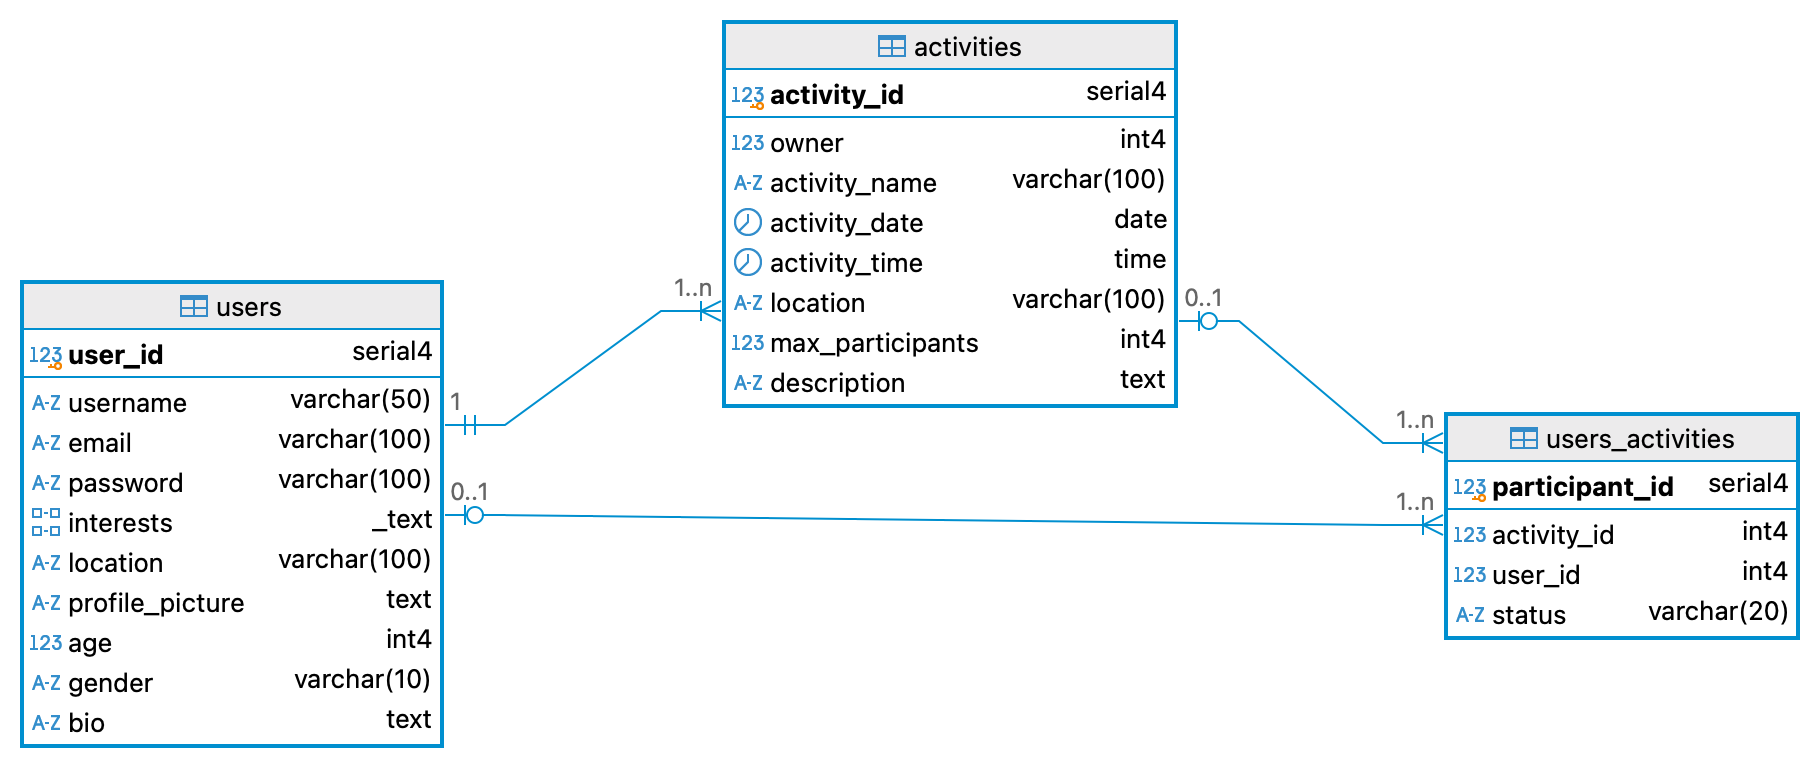 activities
123 activity_id serial4
123 owner int4
A-Z activity_name varchar(100)
activity_date date
activity_time time
A-Z location varchar(100)
123 max_participants int4
A-Z description text
users
123 user_id serial4
A-Z username varchar(50)
A-Z email varchar(100)
A-Z password varchar(100)
interests _text
A-Z location varchar(100)
A-Z profile_picture text
123 age int4
A-Z gender varchar(10)
A-Z bio text
1
1..n
0..1
1..n
0..1
1..n
users_activities
123 participant_id serial4
123 activity_id int4
123 user_id int4
A-Z status varchar(20)